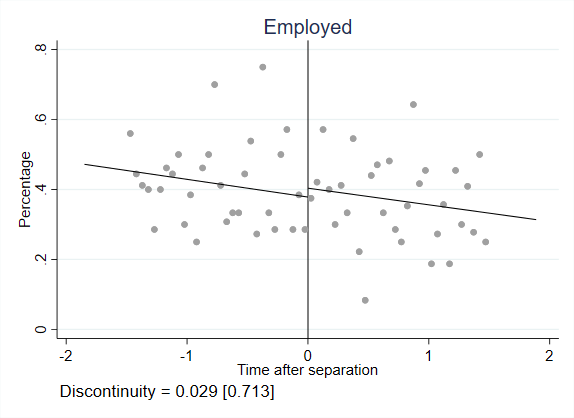 Employed
Percentage
.8
.6
.4
.2
0
-2 -1 0 1 2
Time after separation
Discontinuity = 0.029 [0.713]